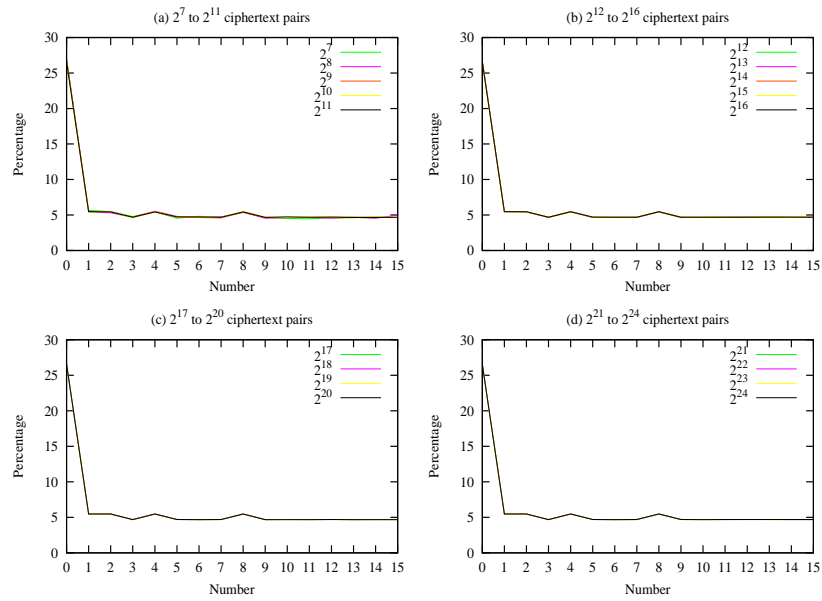 (a) 2^7 to 2^11 ciphertext pairs
30
25
20
15
10
5
0
Percentage
2^7
2^8
2^9
2^10
2^11
0 1 2 3 4 5 6 7 8 9 10 11 12 13 14 15
Number
(b) 2^12 to 2^16 ciphertext pairs
30
25
20
15
10
5
0
Percentage
2^12
2^13
2^14
2^15
2^16
0 1 2 3 4 5 6 7 8 9 10 11 12 13 14 15
Number
(c) 2^17 to 2^20 ciphertext pairs
30
25
20
15
10
5
0
Percentage
2^17
2^18
2^19
2^20
0 1 2 3 4 5 6 7 8 9 10 11 12 13 14 15
Number
(d) 2^21 to 2^24 ciphertext pairs
30
25
20
15
10
5
0
Percentage
2^21
2^22
2^23
2^24
0 1 2 3 4 5 6 7 8 9 10 11 12 13 14 15
Number